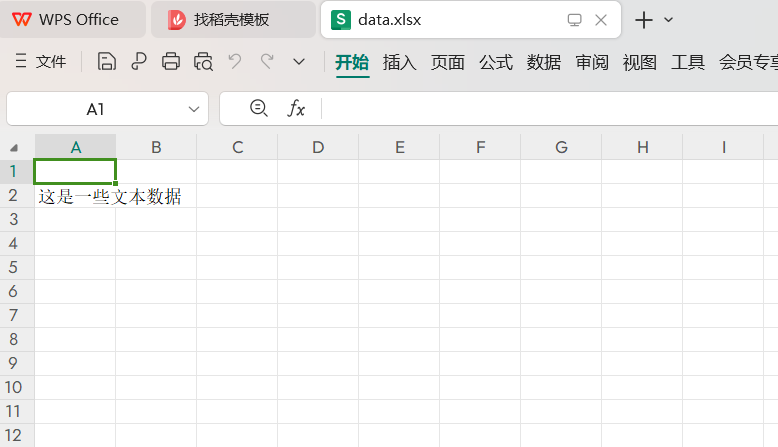 WPS Office 找稻壳模板 data.xlsx
文件 开始 插入 页面 公式 数据 审阅 视图 工具 会员专享
A1 fx
A B C D E F G H I
1
2 这是一些文本数据
3
4
5
6
7
8
9
10
11
12